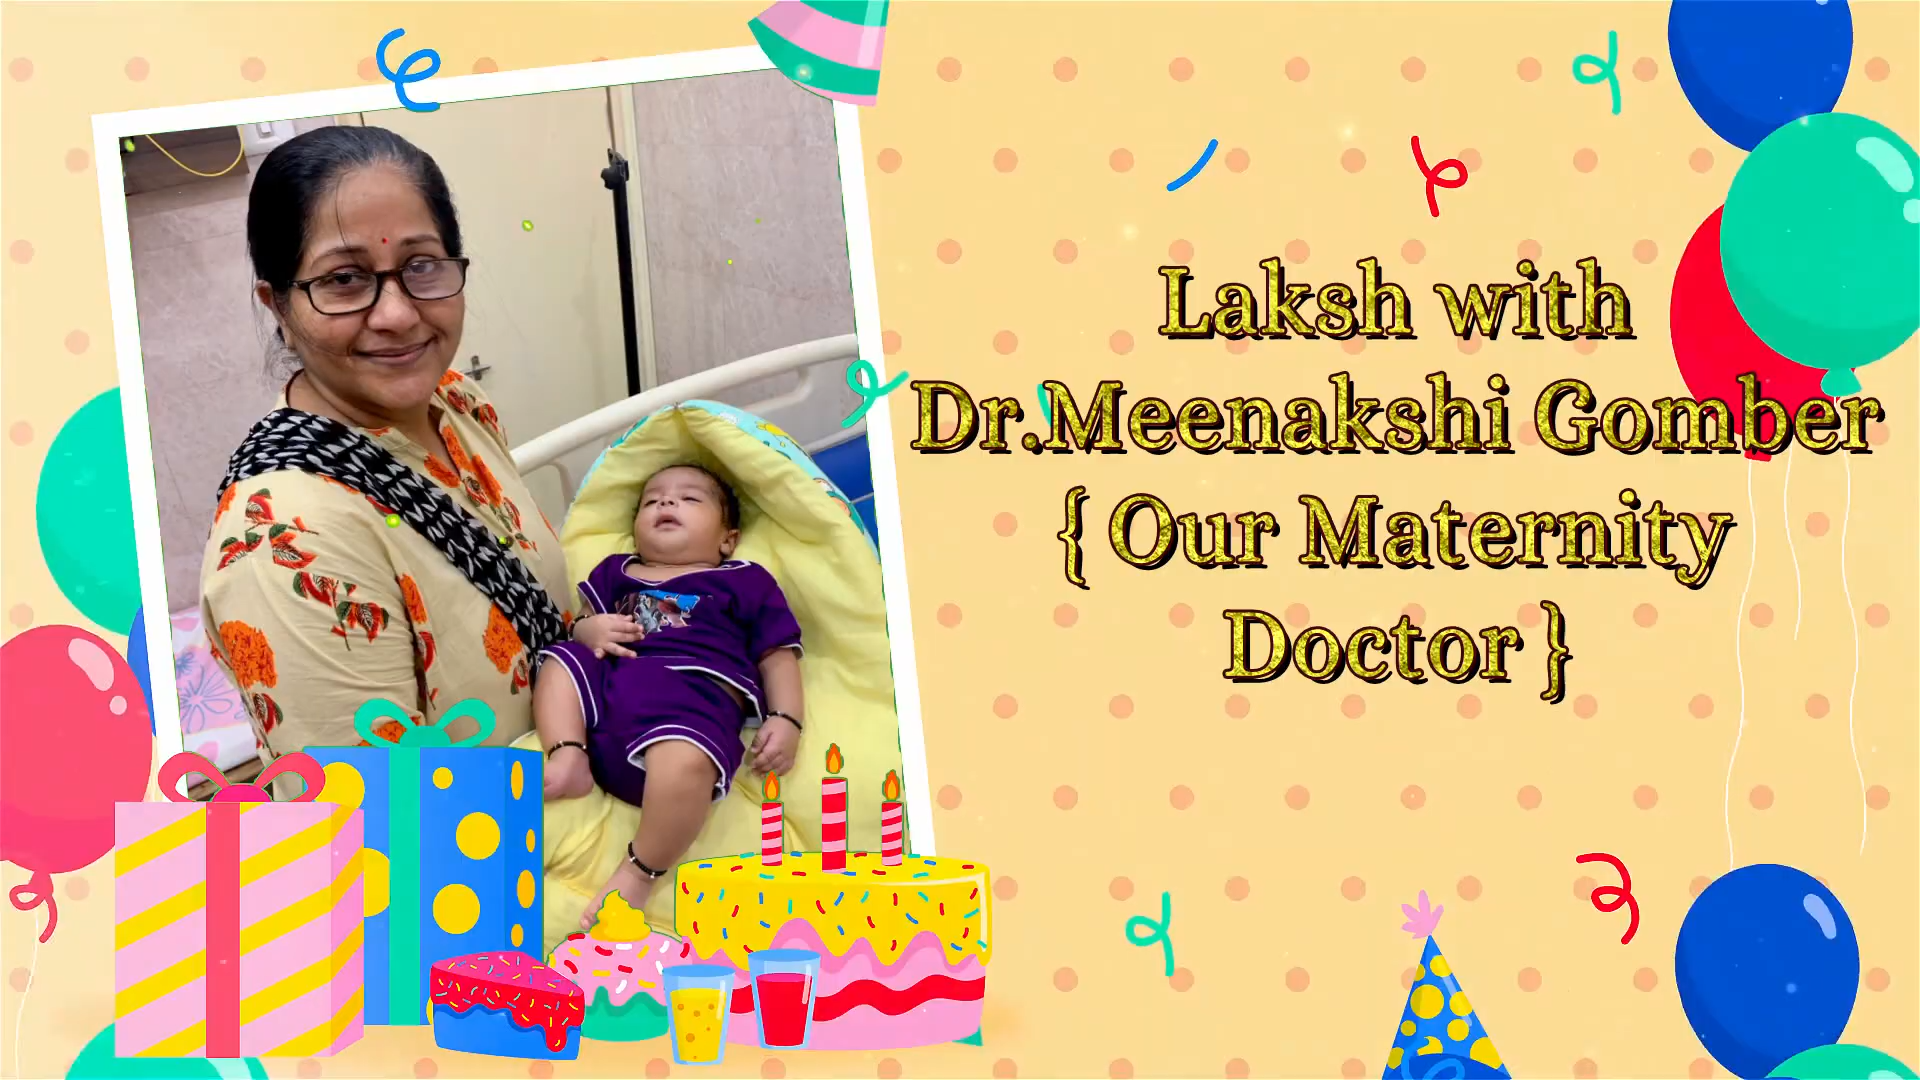 Laksh with
Dr.Meenakshi Gomber
{ Our Maternity
Doctor }